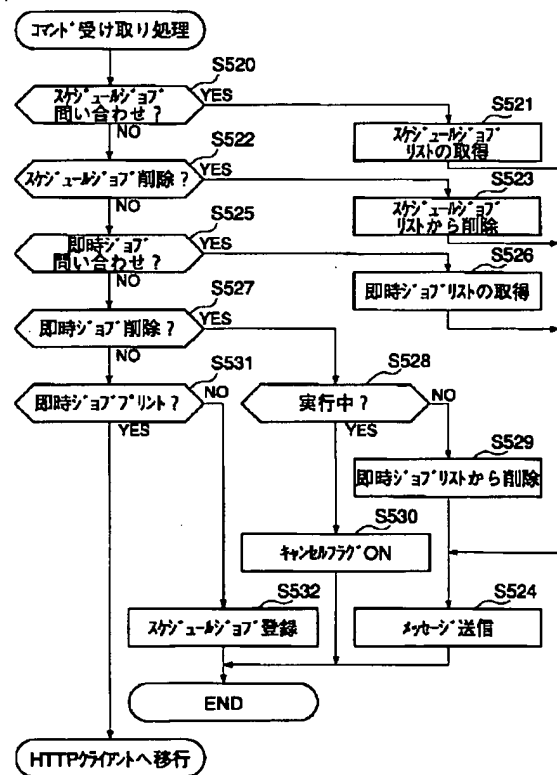 コマンド受け取り処理
S520
スケジュールジョブ
問い合わせ？
YES
NO
S521
スケジュールジョブ
リストの取得
S522
スケジュールジョブ削除？
YES
NO
S523
スケジュールジョブ
リストから削除
S525
即時ジョブ
問い合わせ？
YES
NO
S526
即時ジョブリストの取得
S527
即時ジョブ削除？
YES
NO
S531
即時ジョブプリント？
NO
YES
S528
実行中？
NO
YES
S529
即時ジョブリストから削除
S530
キャンセルフラグON
S532
スケジュールジョブ登録
S524
メッセージ送信
END
HTTPクライアントへ移行